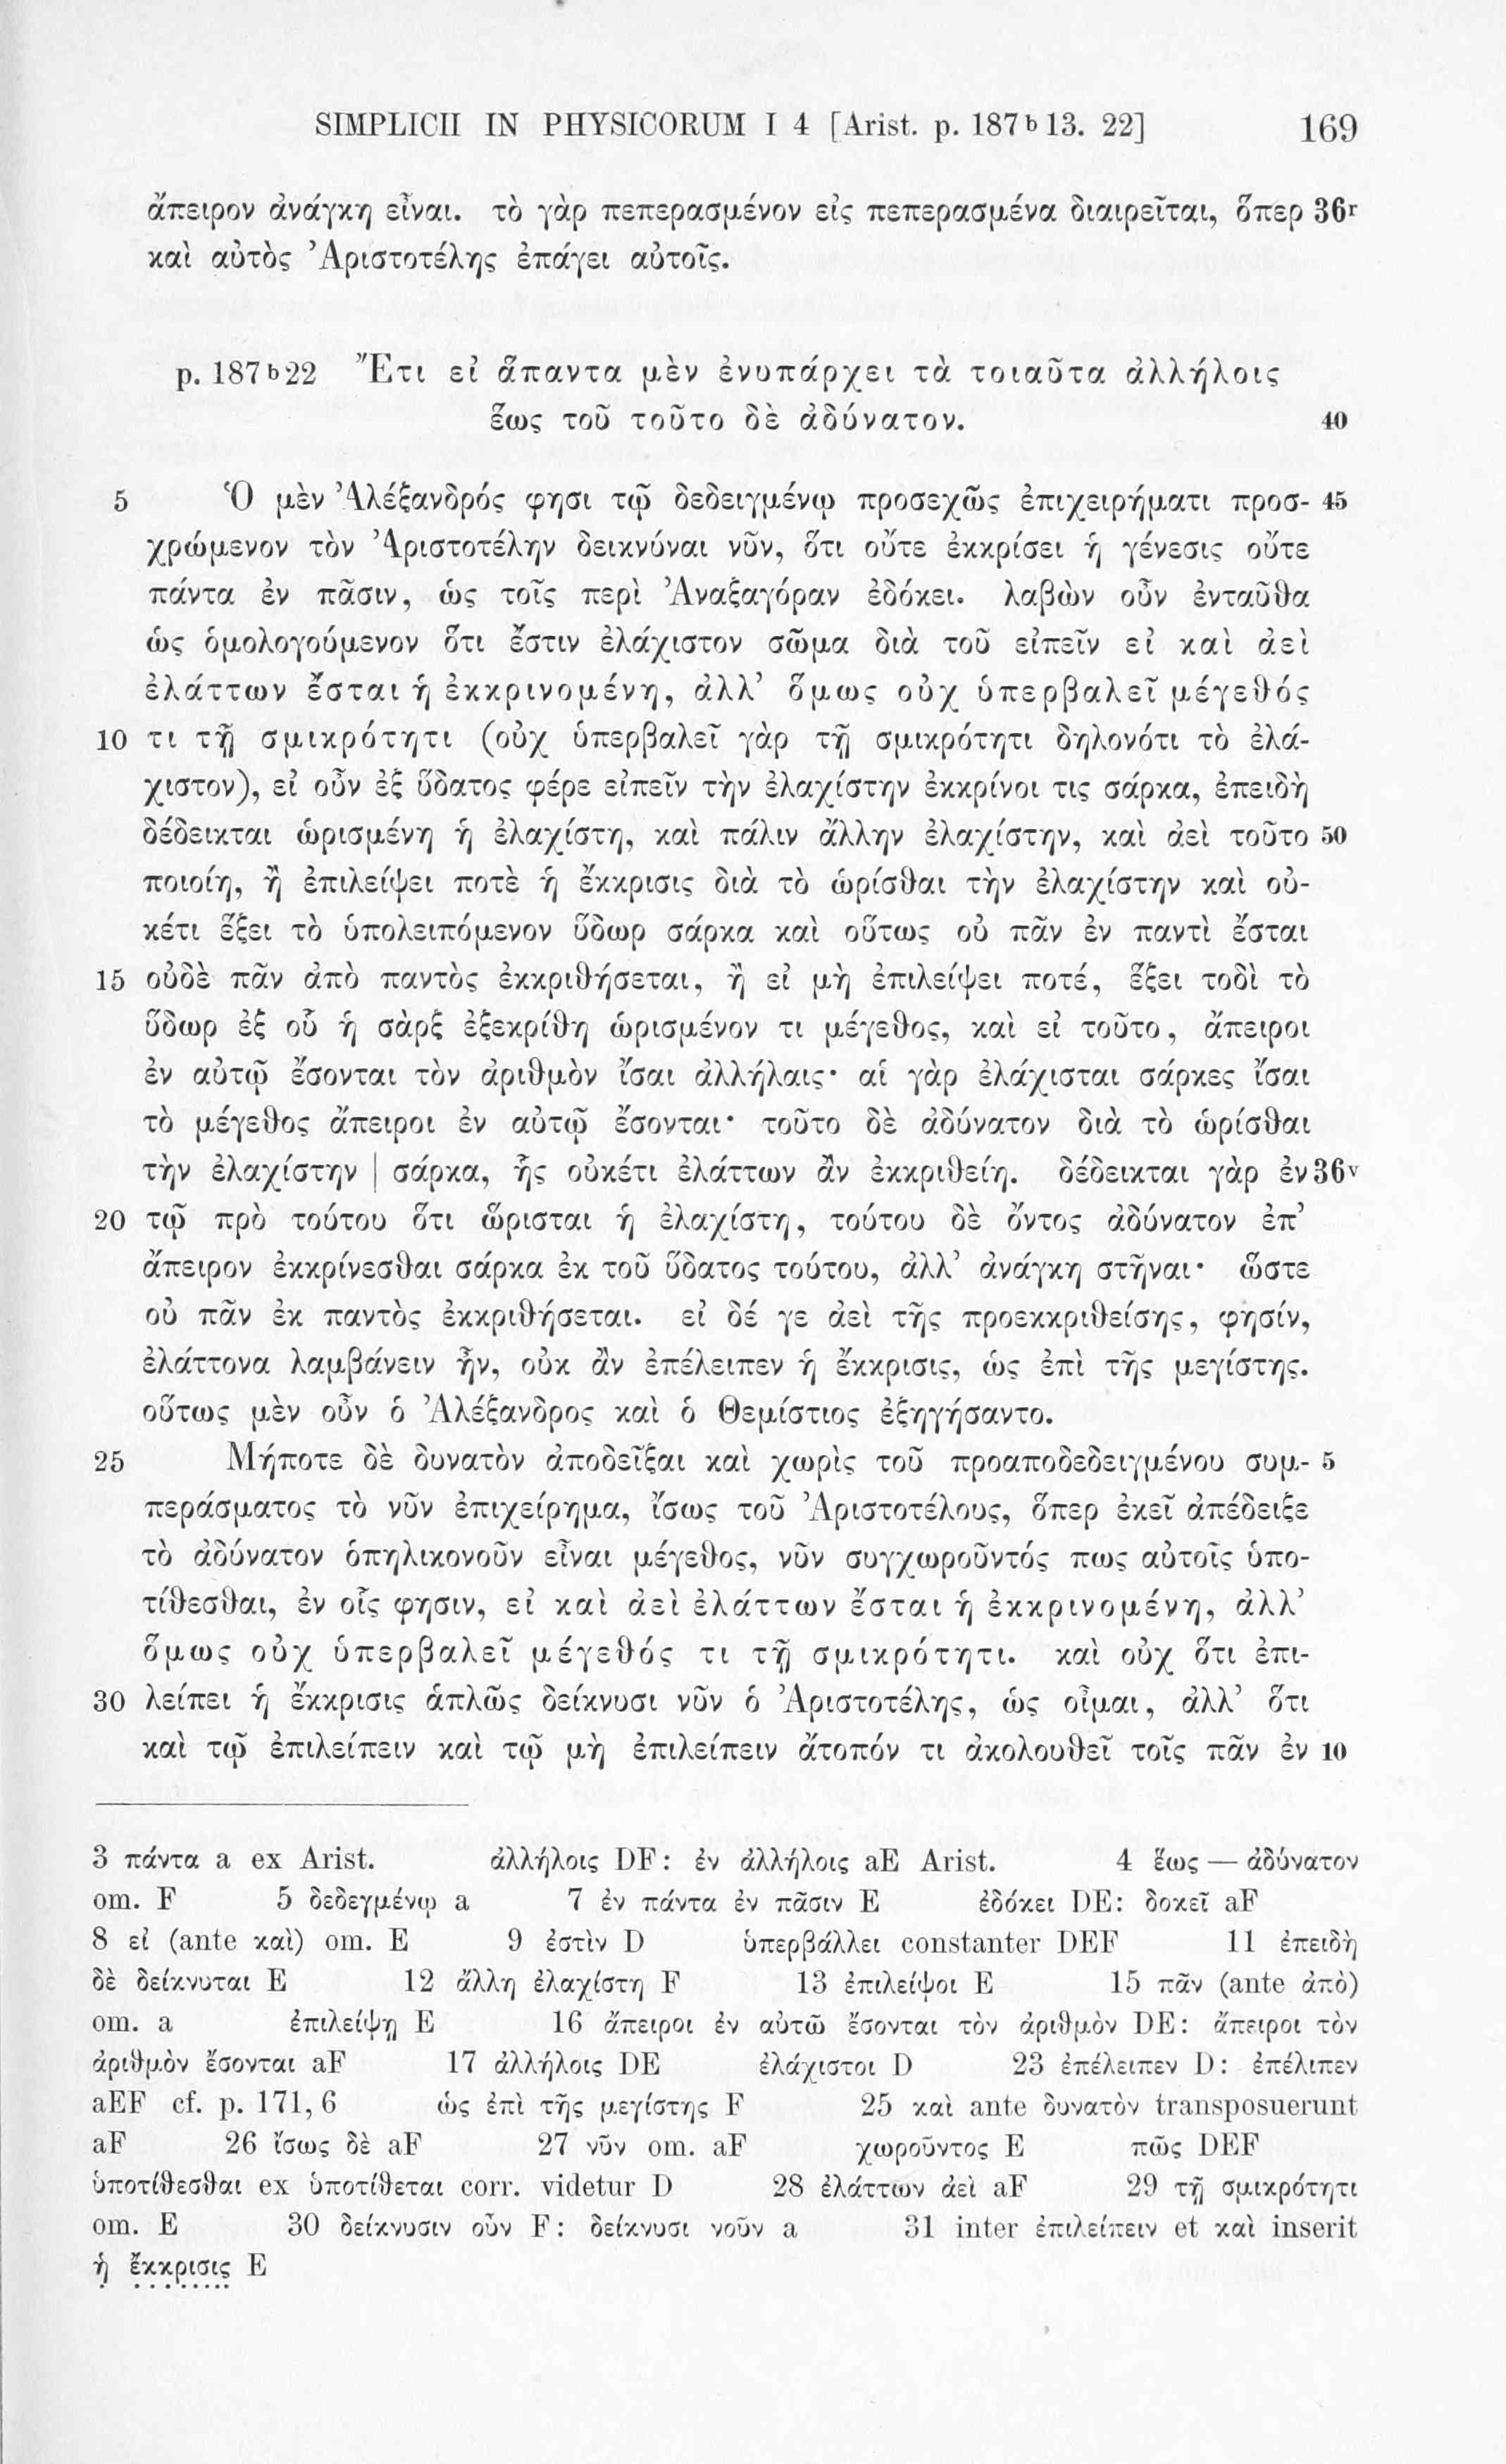 SIMPLICII IN PHYSICORUM I 4 [Arist. p. 187ᵇ13. 22] 169
ἄπειρον ἀνάγκη εἶναι. τὸ γὰρ πεπερασμένον εἰς πεπερασμένα διαιρεῖται, ὅπερ 36ʳ
καὶ αὐτὸς Ἀριστοτέλης ἐπάγει αὐτοῖς.
p. 187ᵇ22 Ἔτι εἰ ἅπαντα μὲν ἐνυπάρχει τὰ τοιαῦτα ἀλλήλοις
ἕως τοῦ τοῦτο δὲ ἀδύνατον. 40
5 Ὁ μὲν Ἀλέξανδρός φησι τῷ δεδειγμένῳ προσεχῶς ἐπιχειρήματι προσ- 45
χρώμενον τὸν Ἀριστοτέλην δεικνύναι νῦν, ὅτι οὔτε ἐκκρίσει ἡ γένεσις οὔτε
πάντα ἐν πᾶσιν, ὡς τοῖς περὶ Ἀναξαγόραν ἐδόκει. λαβὼν οὖν ἐνταῦθα
ὡς ὁμολογούμενον ὅτι ἔστιν ἐλάχιστον σῶμα διὰ τοῦ εἰπεῖν εἰ καὶ ἀεὶ
ἐλάττων ἔσται ἡ ἐκκρινομένη, ἀλλ’ ὅμως οὐχ ὑπερβαλεῖ μέγεθός
10 τι τῇ σμικρότητι (οὐχ ὑπερβαλεῖ γὰρ τῇ σμικρότητι δηλονότι τὸ ἐλά-
χιστον), εἰ οὖν ἐξ ὕδατος φέρε εἰπεῖν τὴν ἐλαχίστην ἐκκρίνοι τις σάρκα, ἐπειδὴ
δέδεικται ὡρισμένη ἡ ἐλαχίστη, καὶ πάλιν ἄλλην ἐλαχίστην, καὶ ἀεὶ τοῦτο 50
ποιοίη, ἢ ἐπιλείψει ποτὲ ἡ ἔκκρισις διὰ τὸ ὡρίσθαι τὴν ἐλαχίστην καὶ οὐ-
κέτι ἕξει τὸ ὑπολειπόμενον ὕδωρ σάρκα καὶ οὕτως οὐ πᾶν ἐν παντὶ ἔσται
15 οὐδὲ πᾶν ἀπὸ παντὸς ἐκκριθήσεται, ἢ εἰ μὴ ἐπιλείψει ποτέ, ἕξει τοδὶ τὸ
ὕδωρ ἐξ οὗ ἡ σὰρξ ἐξεκρίθη ὡρισμένον τι μέγεθος, καὶ εἰ τοῦτο, ἄπειροι
ἐν αὐτῷ ἔσονται τὸν ἀριθμὸν ἴσαι ἀλλήλαις· αἱ γὰρ ἐλάχισται σάρκες ἴσαι
τὸ μέγεθος ἄπειροι ἐν αὐτῷ ἔσονται· τοῦτο δὲ ἀδύνατον διὰ τὸ ὡρίσθαι
τὴν ἐλαχίστην | σάρκα, ἧς οὐκέτι ἐλάττων ἂν ἐκκριθείη. δέδεικται γὰρ ἐν 36ᵛ
20 τῷ πρὸ τούτου ὅτι ὥρισται ἡ ἐλαχίστη, τούτου δὲ ὄντος ἀδύνατον ἐπ’
ἄπειρον ἐκκρίνεσθαι σάρκα ἐκ τοῦ ὕδατος τούτου, ἀλλ’ ἀνάγκη στῆναι· ὥστε
οὐ πᾶν ἐκ παντὸς ἐκκριθήσεται. εἰ δέ γε ἀεὶ τῆς προεκκριθείσης, φησίν,
ἐλάττονα λαμβάνειν ἦν, οὐκ ἂν ἐπέλειπεν ἡ ἔκκρισις, ὡς ἐπὶ τῆς μεγίστης.
οὕτως μὲν οὖν ὁ Ἀλέξανδρος καὶ ὁ Θεμίστιος ἐξηγήσαντο.
25 Μήποτε δὲ δυνατὸν ἀποδεῖξαι καὶ χωρὶς τοῦ προαποδεδειγμένου συμ- 5
περάσματος τὸ νῦν ἐπιχείρημα, ἴσως τοῦ Ἀριστοτέλους, ὅπερ ἐκεῖ ἀπέδειξε
τὸ ἀδύνατον ὁπηλικονοῦν εἶναι μέγεθος, νῦν συγχωροῦντός πως αὐτοῖς ὑπο-
τίθεσθαι, ἐν οἷς φησιν, εἰ καὶ ἀεὶ ἐλάττων ἔσται ἡ ἐκκρινομένη, ἀλλ’
ὅμως οὐχ ὑπερβαλεῖ μέγεθός τι τῇ σμικρότητι. καὶ οὐχ ὅτι ἐπι-
30 λείπει ἡ ἔκκρισις ἁπλῶς δείκνυσι νῦν ὁ Ἀριστοτέλης, ὡς οἶμαι, ἀλλ’ ὅτι
καὶ τῷ ἐπιλείπειν καὶ τῷ μὴ ἐπιλείπειν ἄτοπόν τι ἀκολουθεῖ τοῖς πᾶν ἐν 10
3 πάντα a ex Arist. ἀλλήλοις DF: ἐν ἀλλήλοις aE Arist. 4 ἕως — ἀδύνατον
om. F 5 δεδεγμένῳ a 7 ἐν πάντα ἐν πᾶσιν E ἐδόκει DE: δοκεῖ aF
8 εἰ (ante καὶ) om. E 9 ἐστὶν D ὑπερβάλλει constanter DEF 11 ἐπειδὴ
δὲ δείκνυται E 12 ἄλλη ἐλαχίστη F 13 ἐπιλείψοι E 15 πᾶν (ante ἀπὸ)
om. a ἐπιλείψῃ E 16 ἄπειροι ἐν αὐτῶ ἔσονται τὸν ἀριθμὸν DE: ἄπειροι τὸν
ἀριθμὸν ἔσονται aF 17 ἀλλήλοις DE ἐλάχιστοι D 23 ἐπέλειπεν D: ἐπέλιπεν
aEF cf. p. 171, 6 ὡς ἐπὶ τῆς μεγίστης F 25 καὶ ante δυνατὸν transposuerunt
aF 26 ἴσως δὲ aF 27 νῦν om. aF χωροῦντος E πῶς DEF
ὑποτίθεσθαι ex ὑποτίθεται corr. videtur D 28 ἐλάττων ἀεὶ aF 29 τῇ σμικρότητι
om. E 30 δείκνυσιν οὖν F: δείκνυσι νοῦν a 31 inter ἐπιλείπειν et καὶ inserit
ἡ ἔκκρισις E